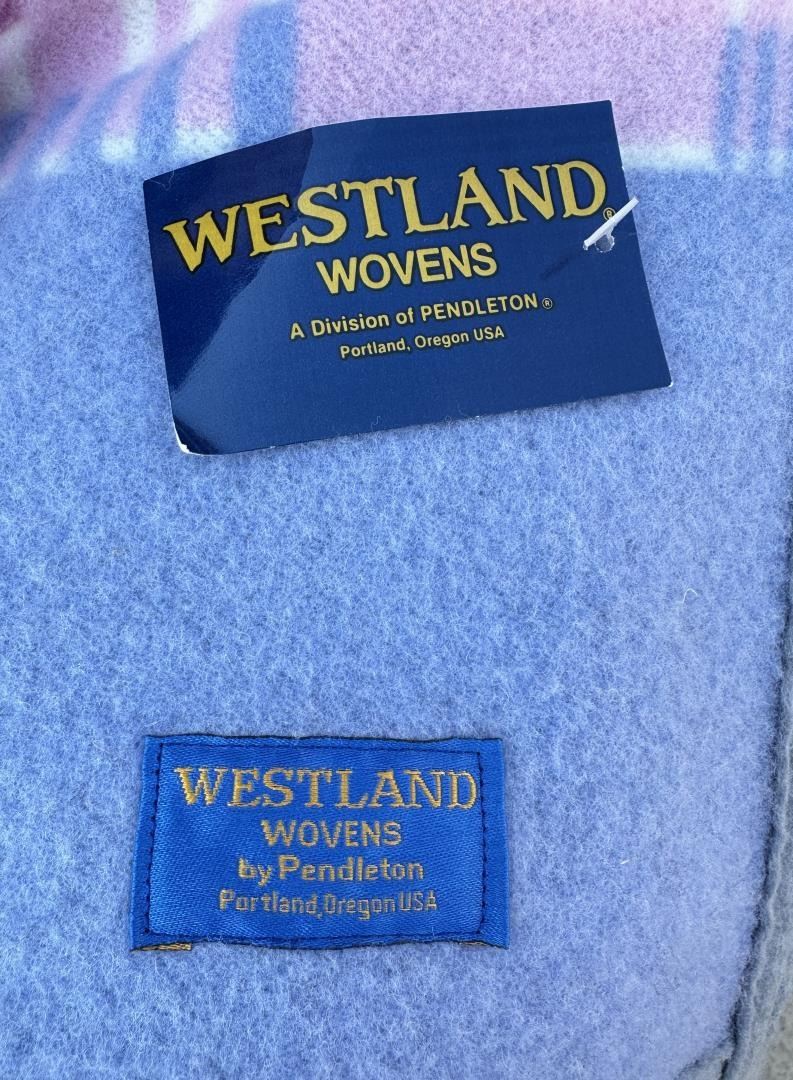 WESTLAND®
WOVENS
A Division of PENDLETON®
Portland, Oregon USA
WESTLAND
WOVENS
by Pendleton
Portland,Oregon USA